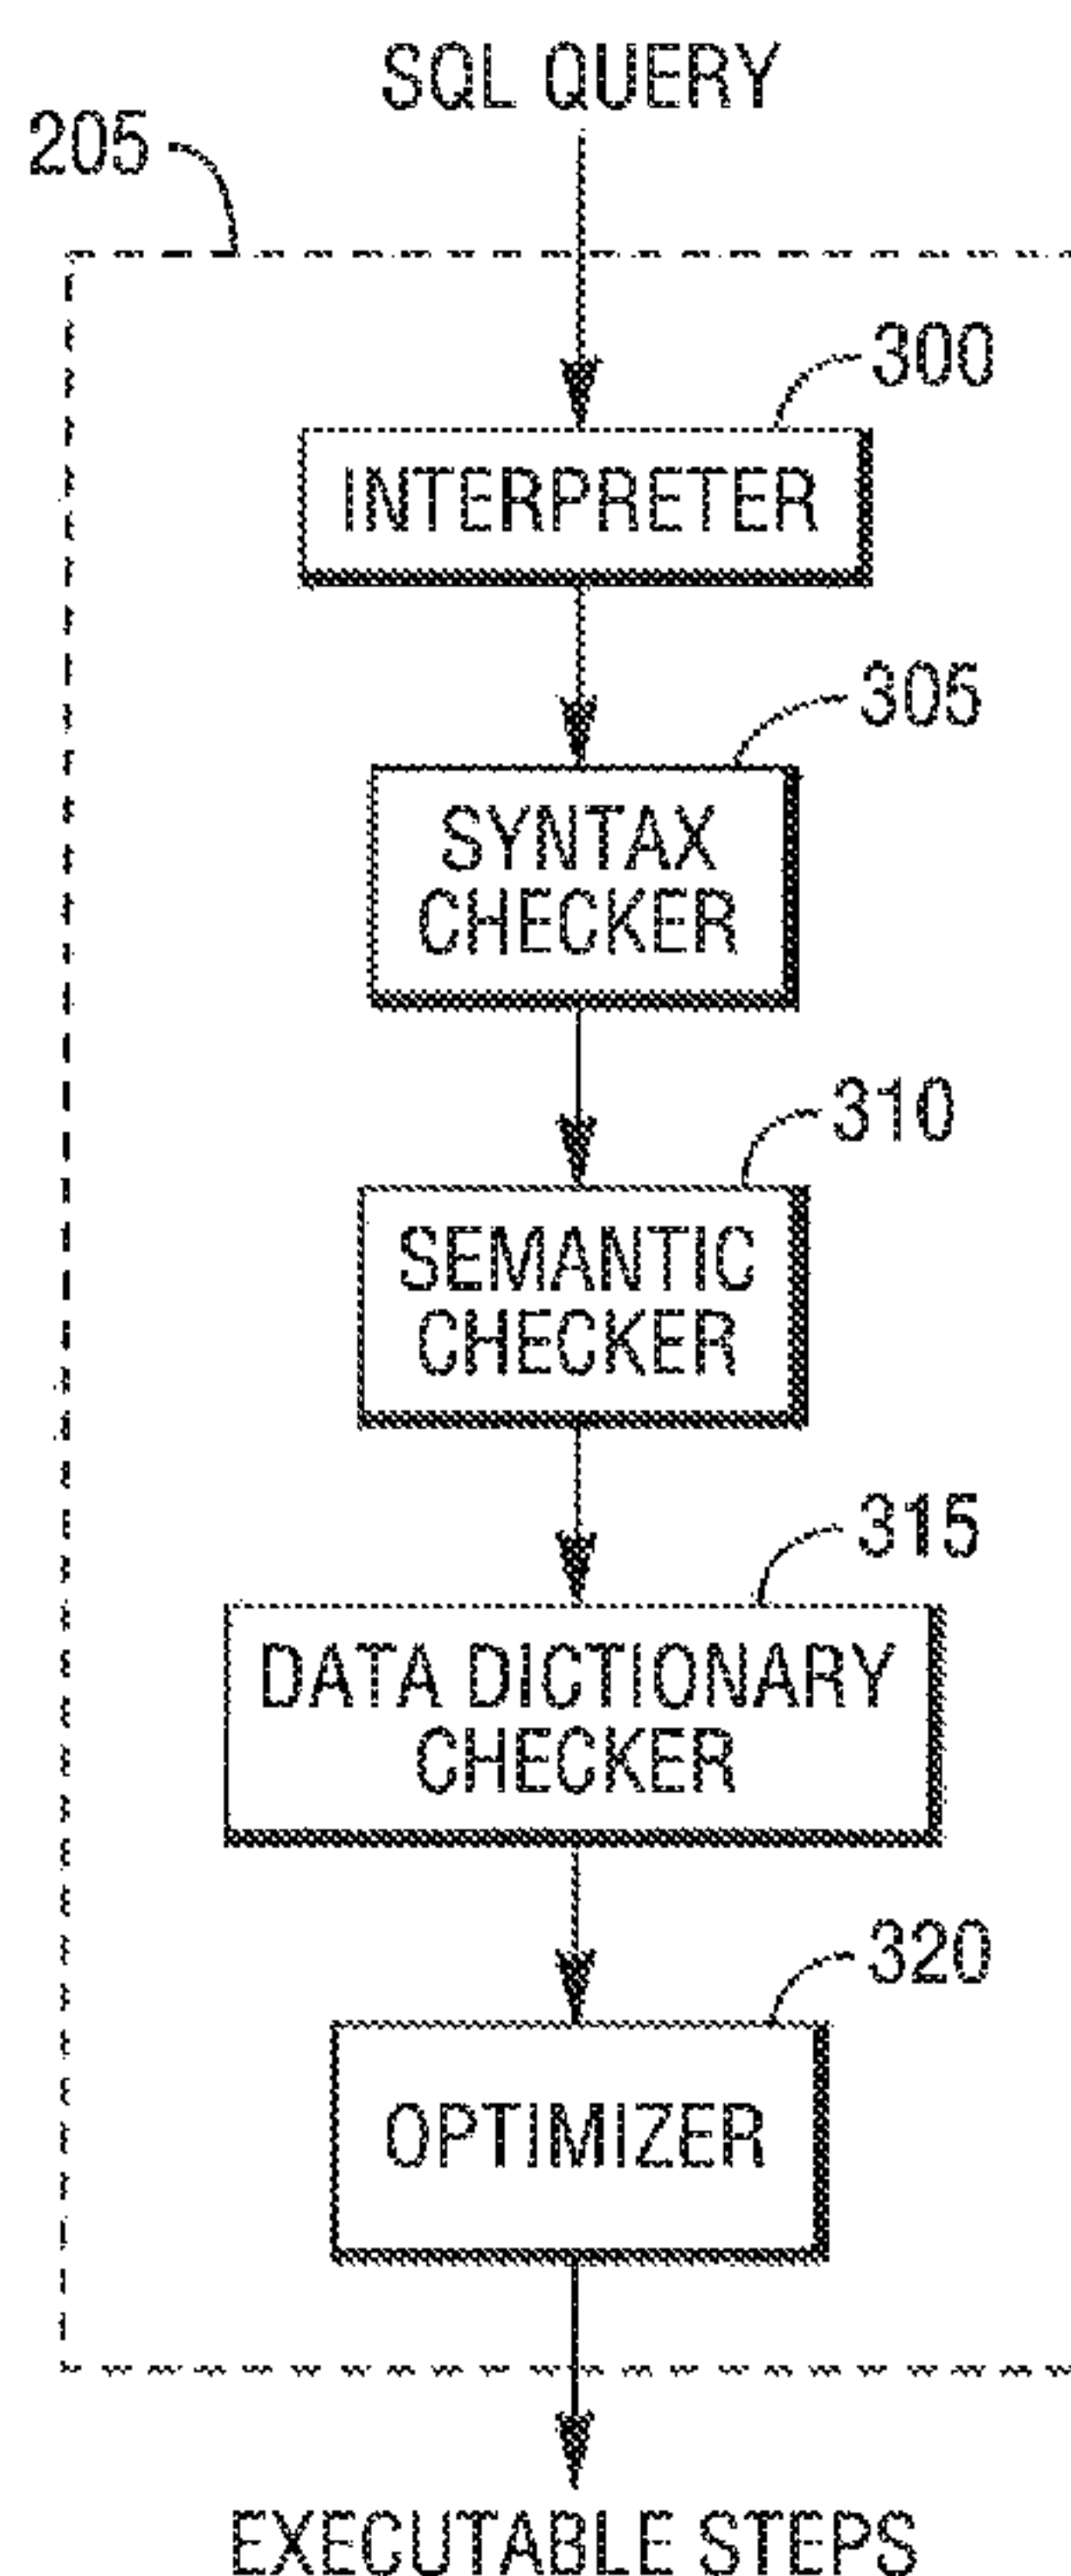 SQL QUERY
205
300
INTERPRETER
305
SYNTAX
CHECKER
310
SEMANTIC
CHECKER
315
DATA DICTIONARY
CHECKER
320
OPTIMIZER
EXECUTABLE STEPS